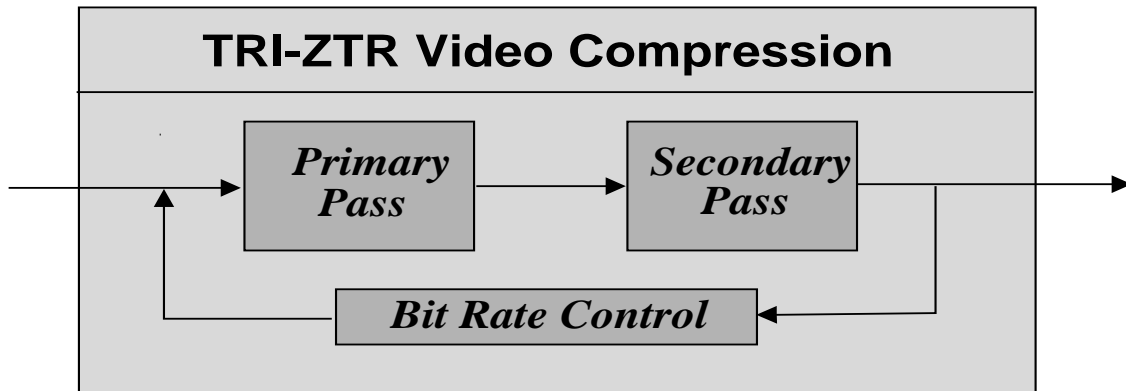 TRI-ZTR Video Compression
Primary
Pass
Secondary
Pass
Bit Rate Control